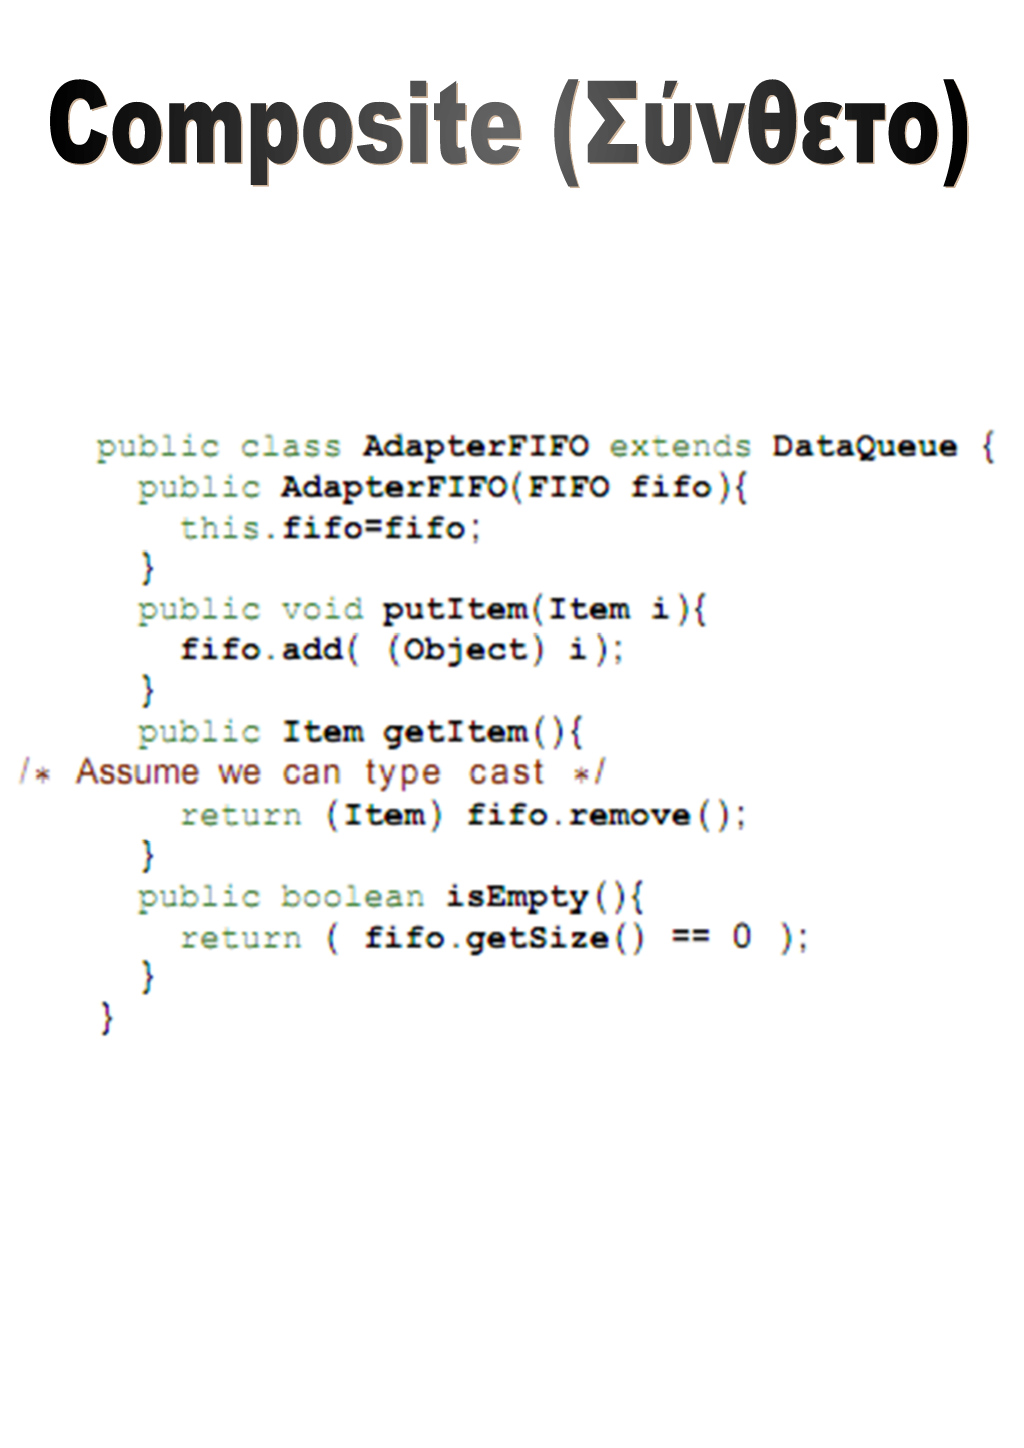 Composite (Σύνθετο)
public class AdapterFIFO extends DataQueue {
public AdapterFIFO(FIFO fifo){
this.fifo=fifo;
}
public void putItem(Item i){
fifo.add( (Object) i);
}
public Item getItem(){
/* Assume we can type cast */
return (Item) fifo.remove();
}
public boolean isEmpty(){
return ( fifo.getSize() == 0 );
}
}